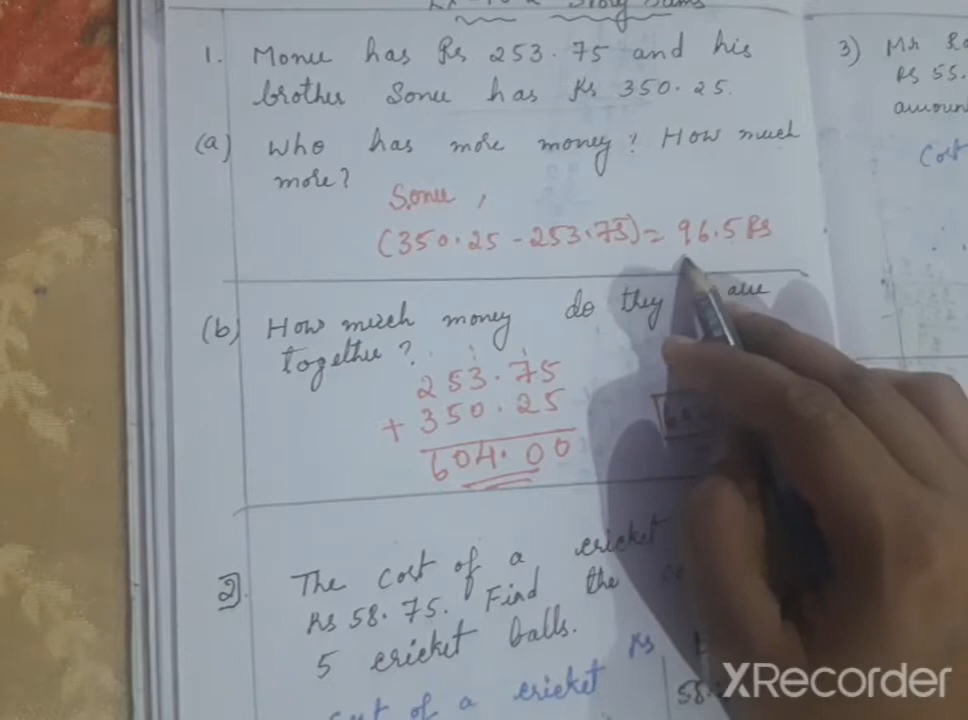 Story Sums
1. Monu has Rs 253.75 and his
brother Sonu has Rs 350.25.
(a) Who has more money? How much
more?
Sonu,
(350.25 - 253.75) = 96.5 Rs
(b) How much money do they
together?
253.75
+ 350.25
604.00
2). The cost of a cricket
Rs 58.75. Find the
5 cricket balls.
cost of a cricket Rs
58.
3) Mr
Rs 55.
amoun
Cost
XRecorder